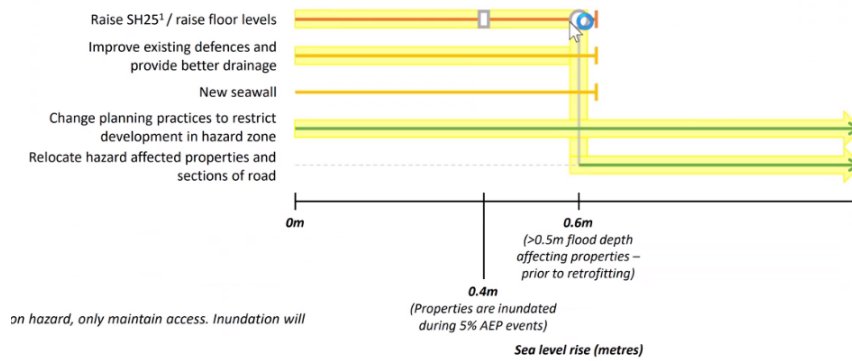 Raise SH25¹/ raise floor levels
Improve existing defences and
provide better drainage
New seawall
Change planning practices to restrict
development in hazard zone
Relocate hazard affected properties and
sections of road
0m
0.6m
(>0.5m flood depth
affecting properties –
prior to retrofitting)
0.4m
(Properties are inundated
during 5% AEP events)
on hazard, only maintain access. Inundation will
Sea level rise (metres)